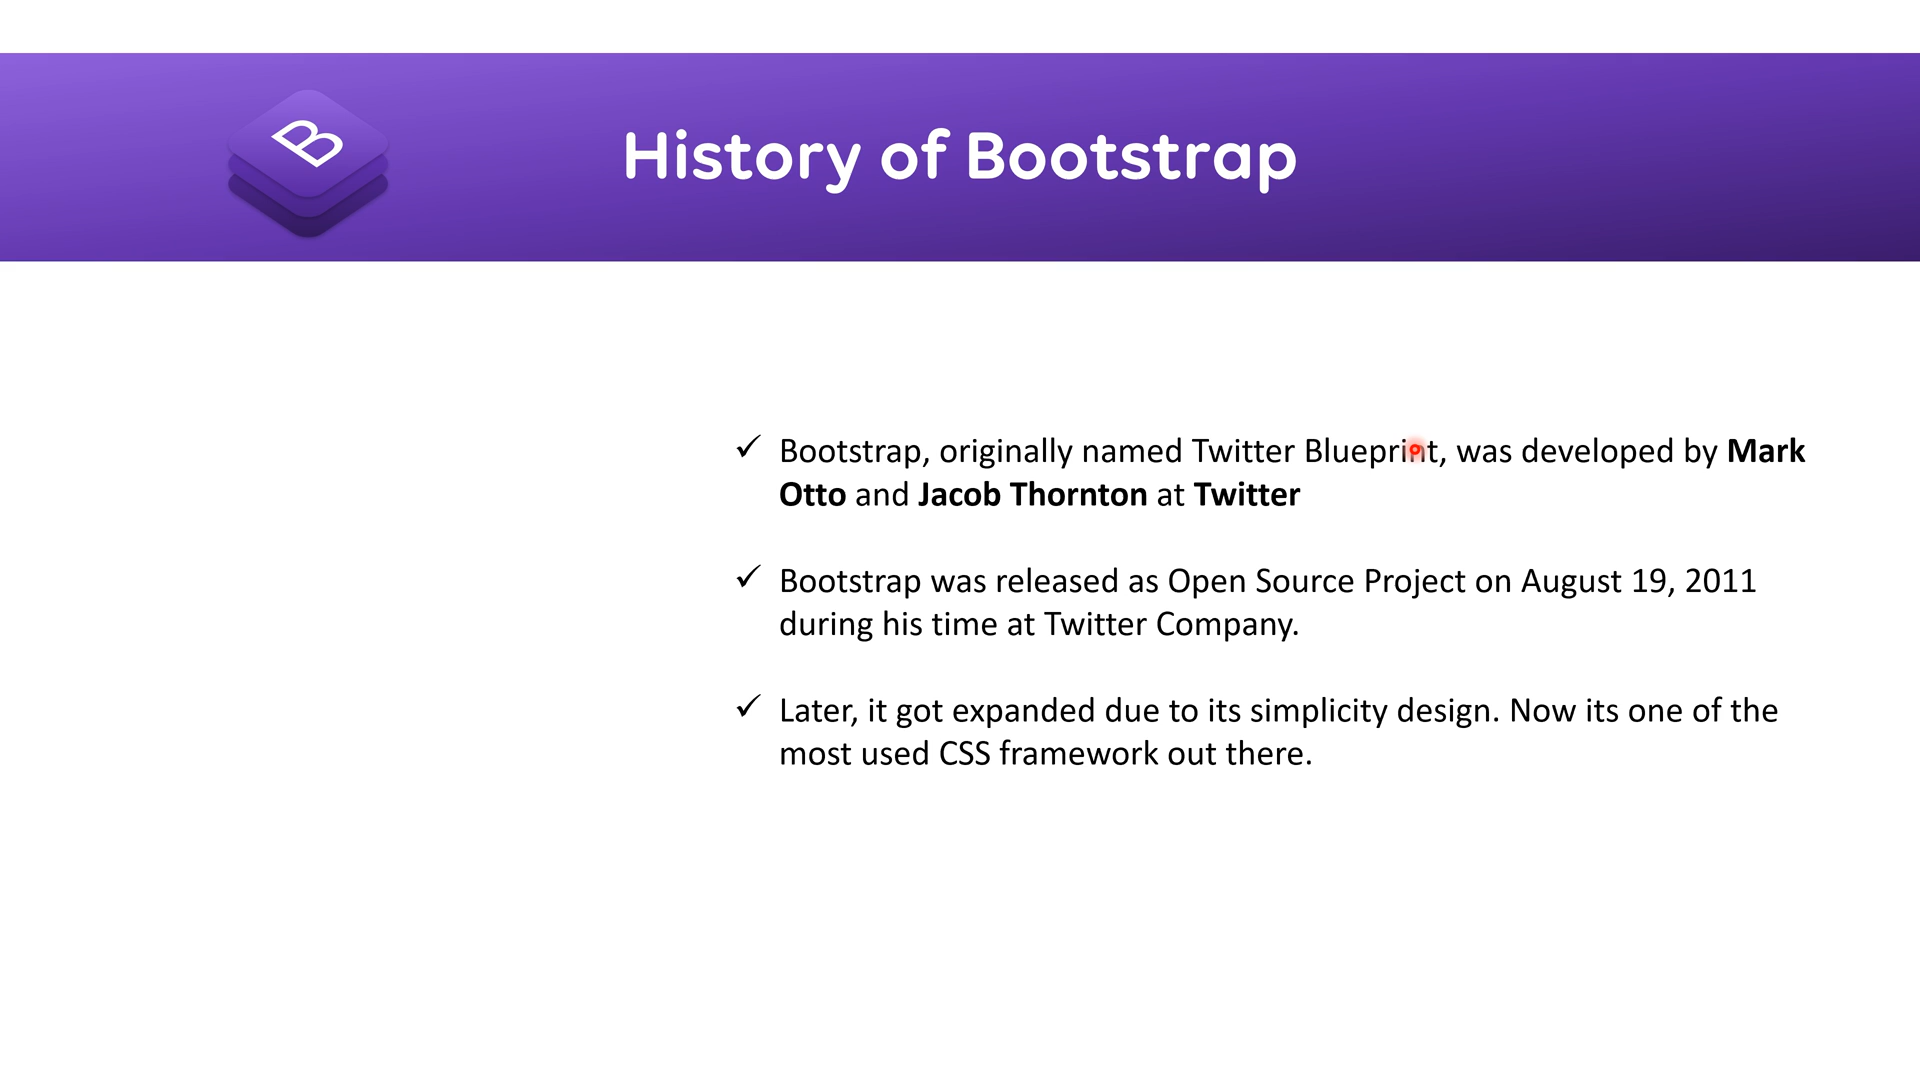 B
History of Bootstrap
✓ Bootstrap, originally named Twitter Blueprint, was developed by Mark
Otto and Jacob Thornton at Twitter
✓ Bootstrap was released as Open Source Project on August 19, 2011
during his time at Twitter Company.
✓ Later, it got expanded due to its simplicity design. Now its one of the
most used CSS framework out there.